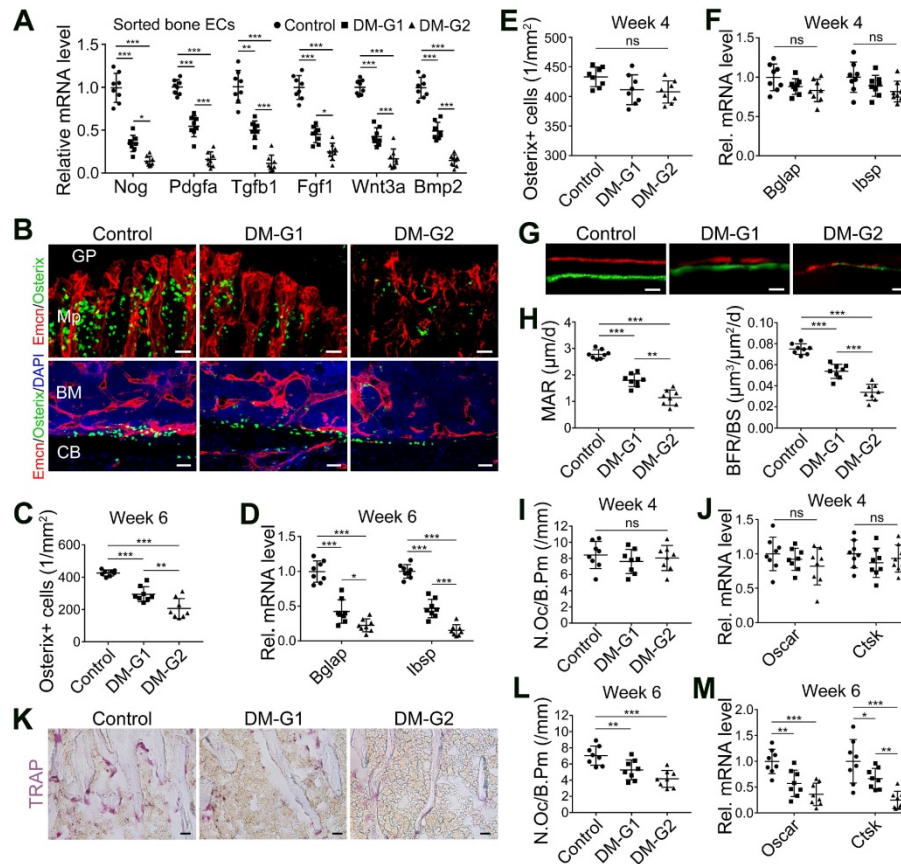 A
Sorted bone ECs
● Control ■ DM-G1 ▲ DM-G2
Relative mRNA level
1.5
1.0
0.5
0
*** *** *** ** *** *** *** *** *** *** *** ***
* *** *** * *** ***
Nog Pdgfa Tgfb1 Fgf1 Wnt3a Bmp2
B
Control DM-G1 DM-G2
Emcn/Osterix
GP
Mp
Emcn/Osterix/DAPI
BM
CB
C
Week 6
Osterix+ cells (1/mm²)
600
400
200
0
***
***
**
Control DM-G1 DM-G2
D
Week 6
Rel. mRNA level
1.5
1.0
0.5
0.0
*** ***
*** ***
* ***
Bglap Ibsp
K
Control DM-G1 DM-G2
TRAP
E
Week 4
Osterix+ cells (1/mm²)
500
450
400
350
300
ns
Control DM-G1 DM-G2
F
Week 4
Rel. mRNA level
1.5
1.0
0.5
0.0
ns ns
Bglap Ibsp
G
Control DM-G1 DM-G2
H
MAR (μm/d)
4
3
2
1
0
***
***
**
Control DM-G1 DM-G2
BFR/BS (μm³/μm²/d)
0.100
0.08
0.06
0.04
0.02
0.00
***
***
***
Control DM-G1 DM-G2
I
Week 4
N.Oc/B.Pm (/mm)
12
10
8
6
4
2
0
ns
Control DM-G1 DM-G2
J
Week 4
Rel. mRNA level
1.5
1.0
0.5
0.0
ns ns
Oscar Ctsk
L
Week 6
N.Oc/B.Pm (/mm)
10
8
6
4
2
0
***
**
Control DM-G1 DM-G2
M
Week 6
Rel. mRNA level
2.0
1.5
1.0
0.5
0.0
*** ***
** *
**
Oscar Ctsk